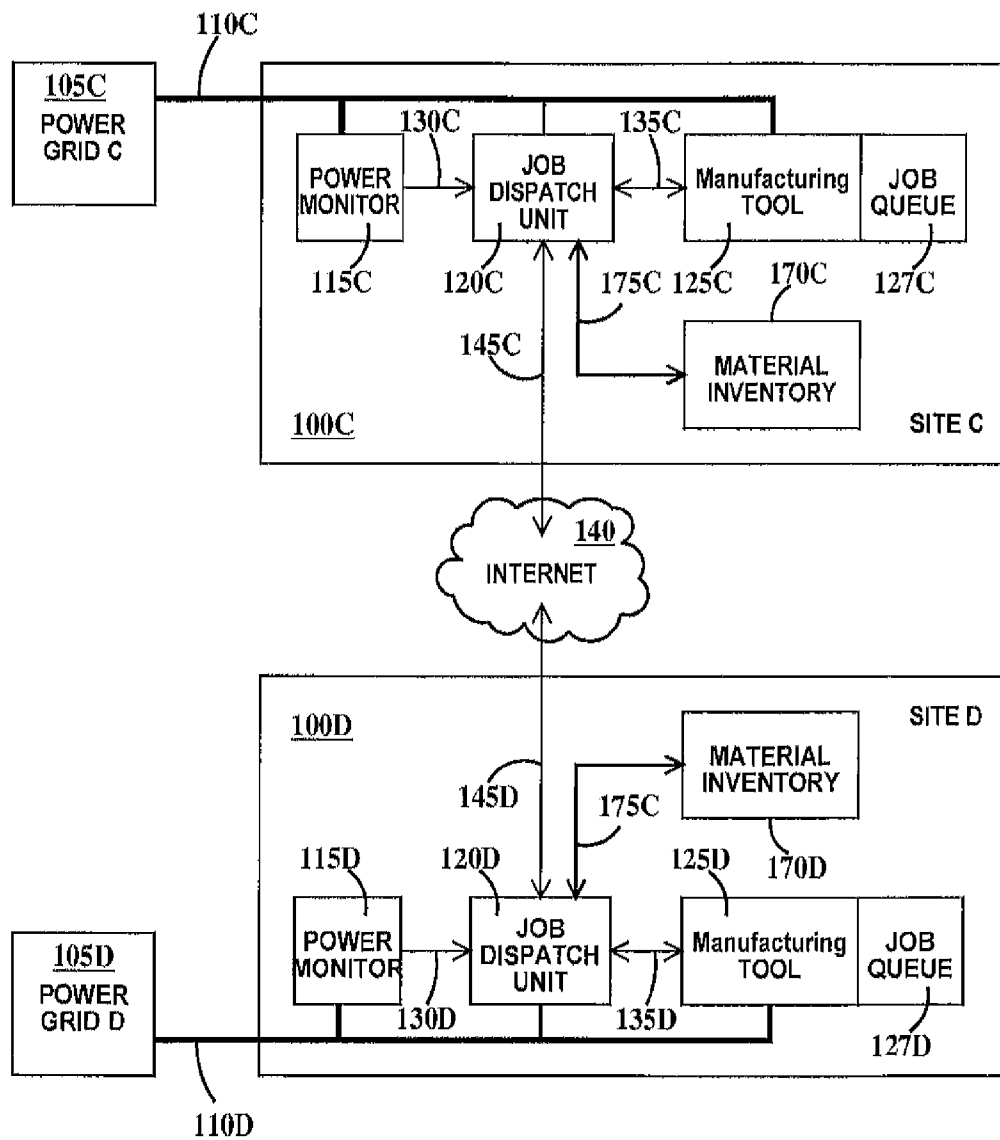 110C
105C
POWER
GRID C
130C
135C
POWER
MONITOR
JOB
DISPATCH
UNIT
Manufacturing
TOOL
JOB
QUEUE
115C
120C
175C
125C
170C
127C
145C
MATERIAL
INVENTORY
100C
SITE C
140
INTERNET
100D
SITE D
MATERIAL
INVENTORY
145D
175C
115D
120D
125D
170D
105D
POWER
GRID D
POWER
MONITOR
JOB
DISPATCH
UNIT
Manufacturing
TOOL
JOB
QUEUE
130D
135D
127D
110D